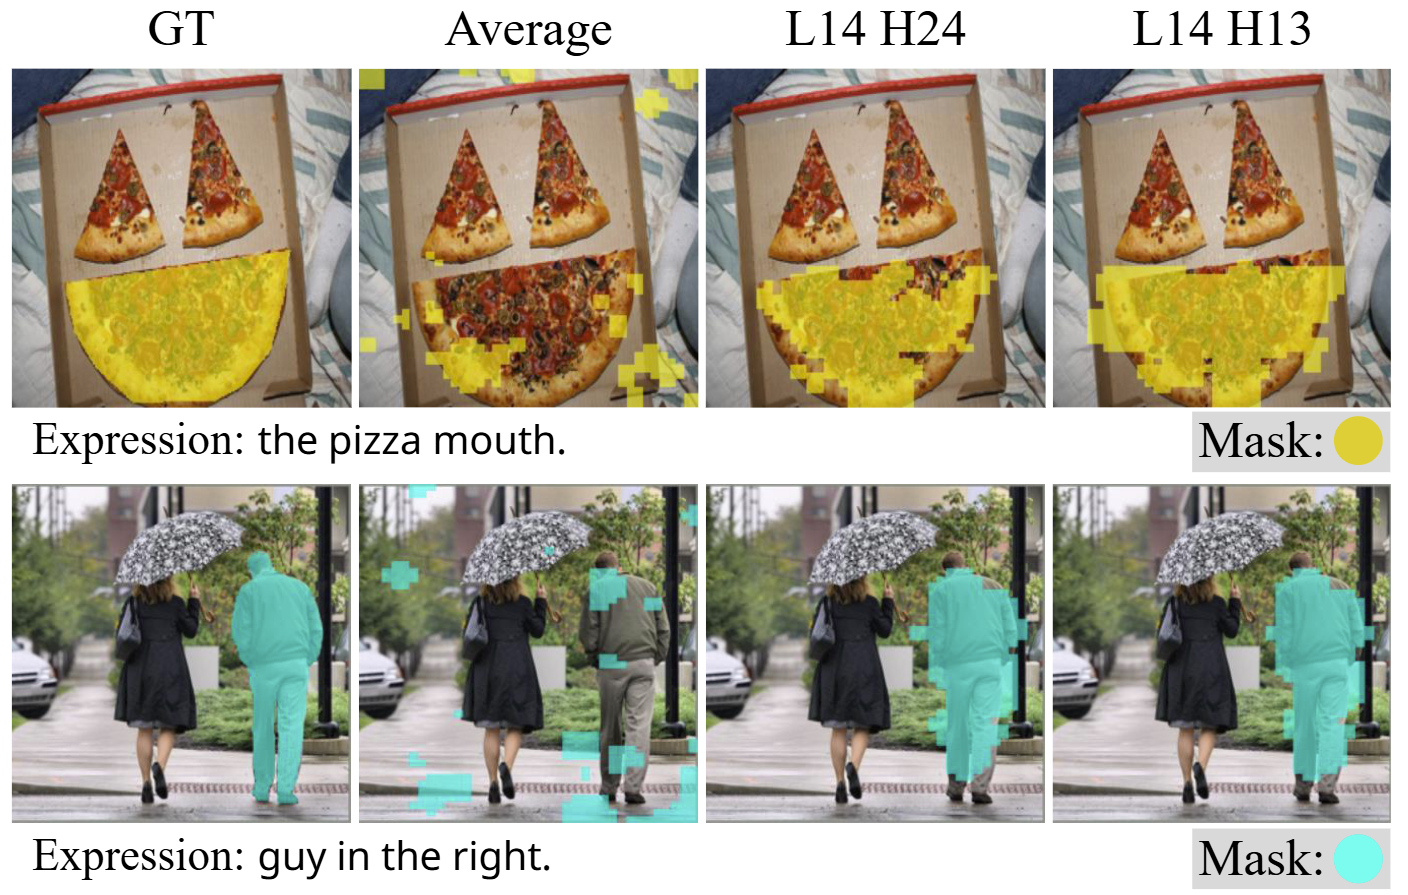 GT Average L14 H24 L14 H13
Expression: the pizza mouth. Mask:
Expression: guy in the right. Mask: